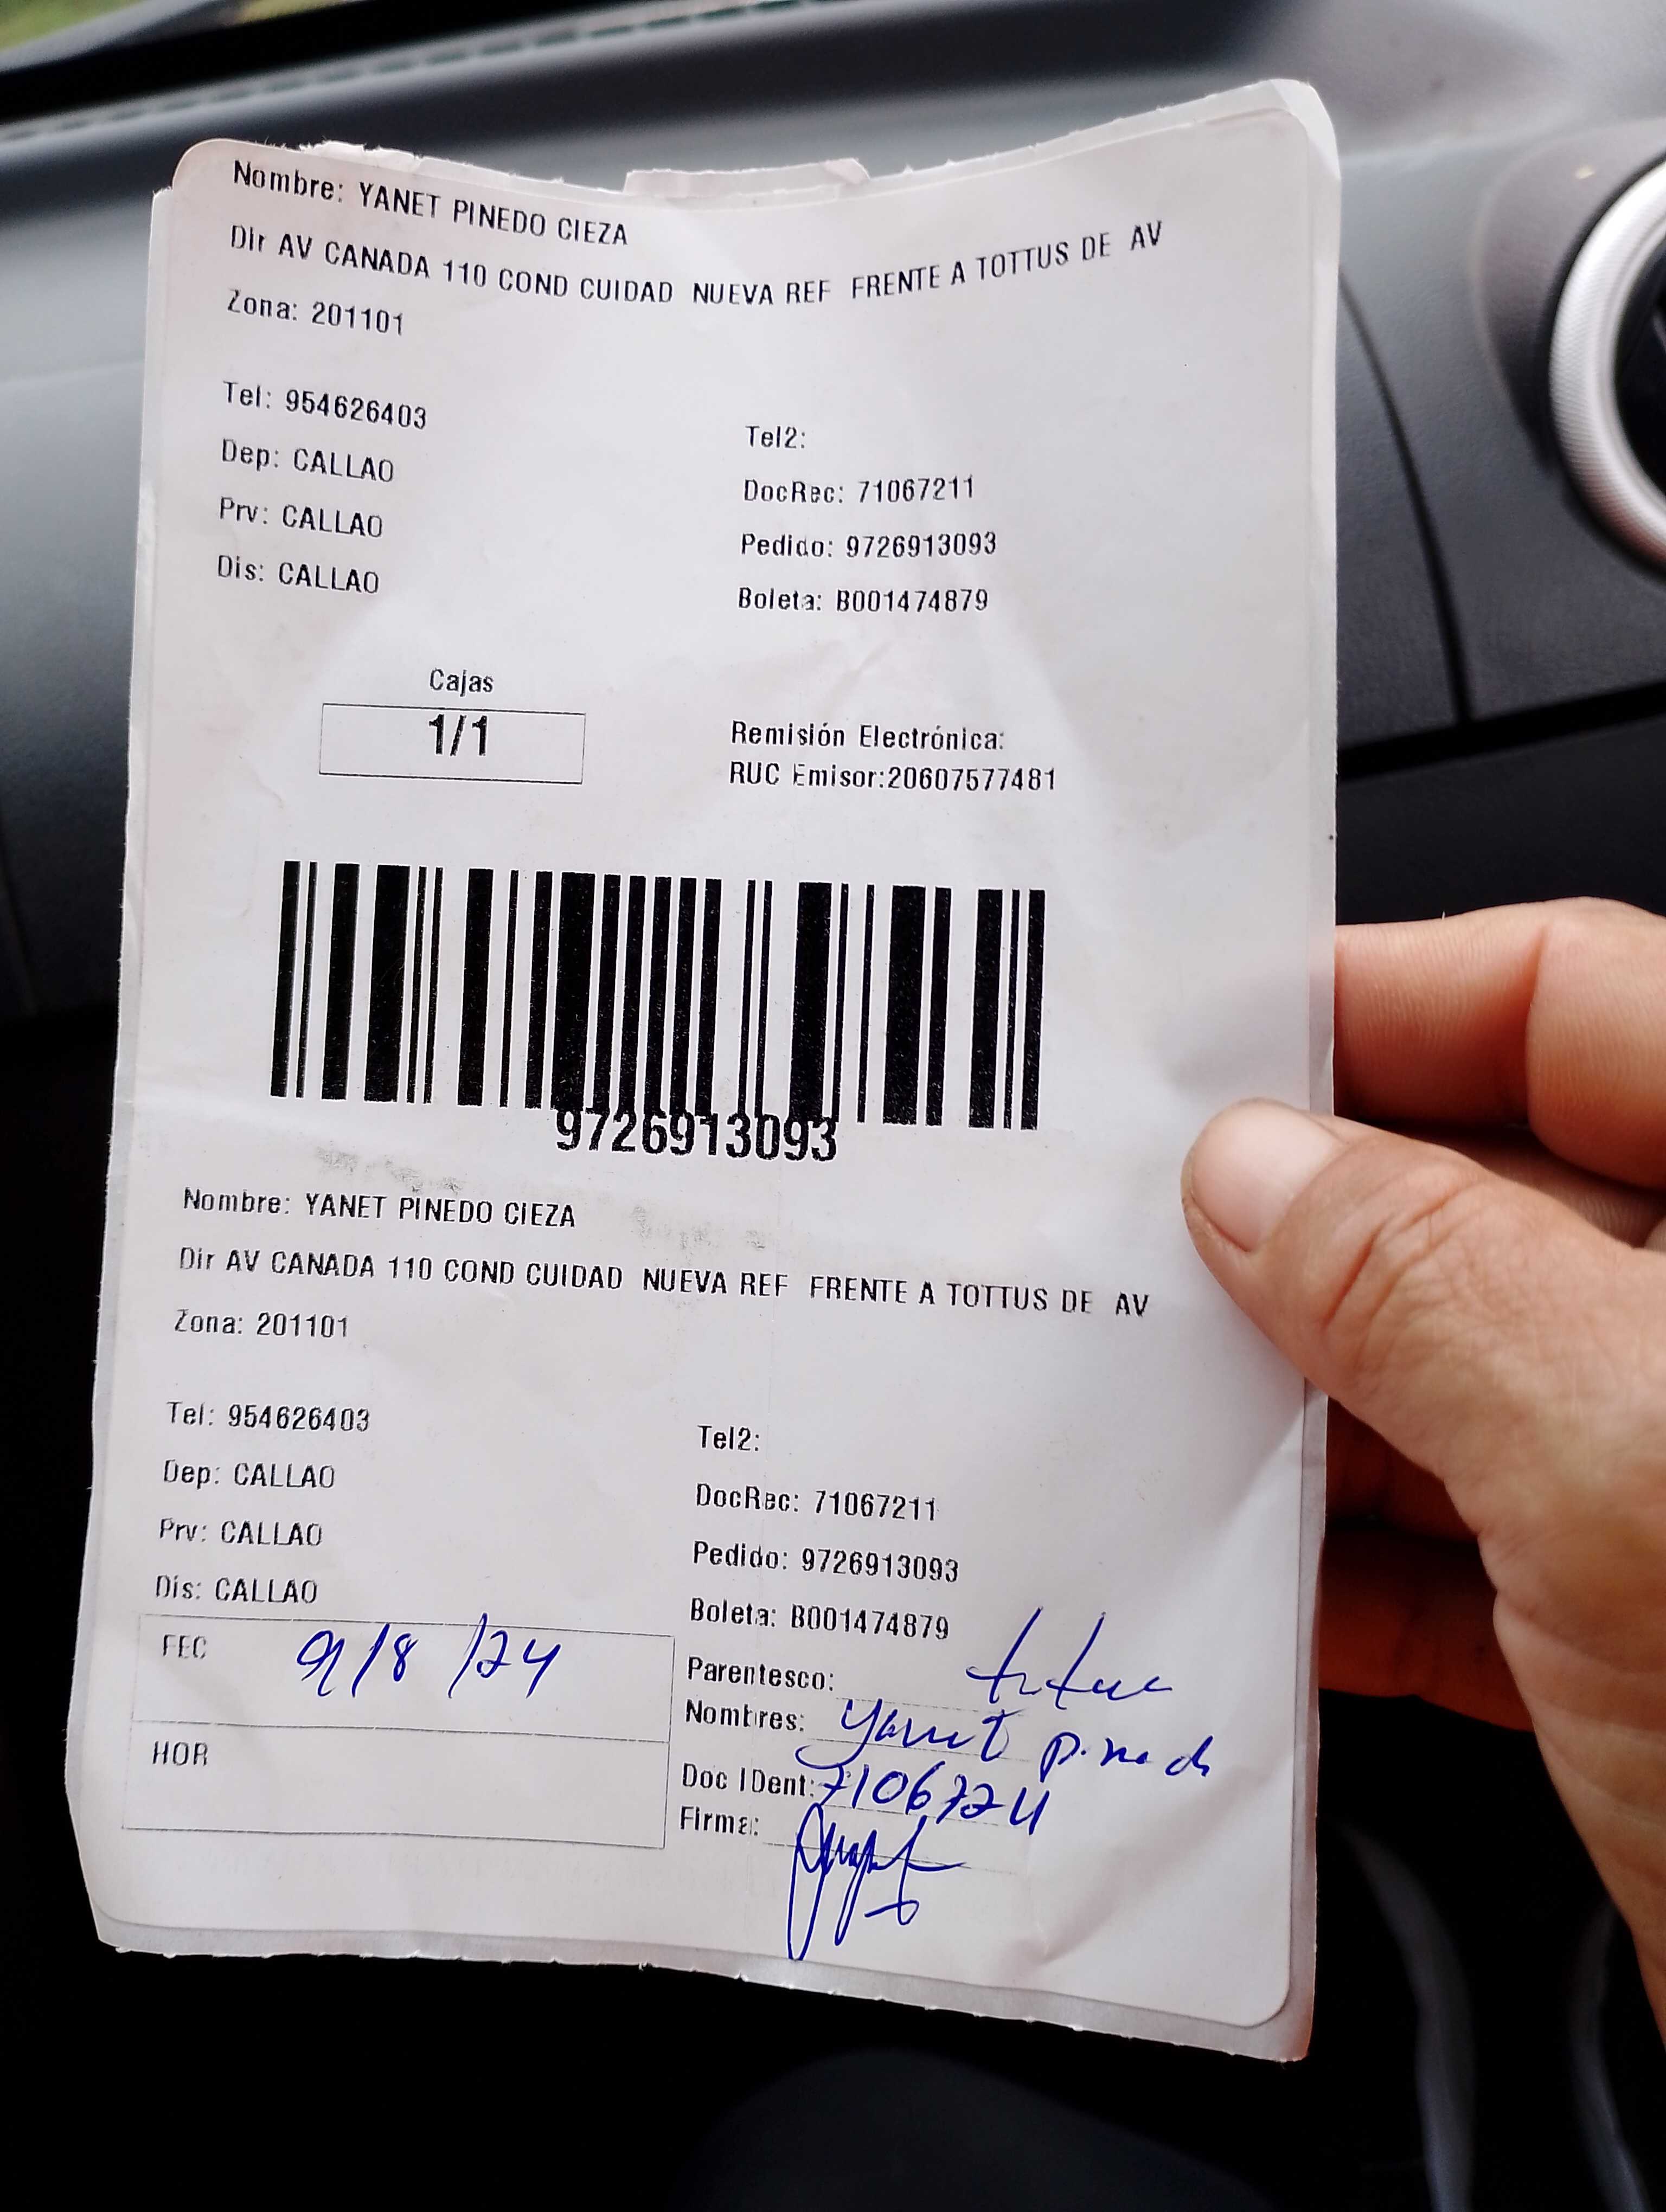 Nombre: YANET PINEDO CIEZA
Dir AV CANADA 110 COND CUIDAD NUEVA REF FRENTE A TOTTUS DE AV
Zona: 201101
Tel: 954626403
Tel2:
Dep: CALLAO
DocRec: 71067211
Prv: CALLAO
Pedido: 9726913093
Dis: CALLAO
Boleta: B001474879
Cajas
1/1
Remisión Electrónica:
RUC Emisor:20607577481
9726913093
Nombre: YANET PINEDO CIEZA
Dir AV CANADA 110 COND CUIDAD NUEVA REF FRENTE A TOTTUS DE AV
Zona: 201101
Tel: 954626403
Tel2:
Dep: CALLAO
DocRec: 71067211
Prv: CALLAO
Pedido: 9726913093
Dis: CALLAO
Boleta: B001474879
FEC 9/8/24
Parentesco:
Nombres: Yanet
HOR
Doc IDent:
Firma: